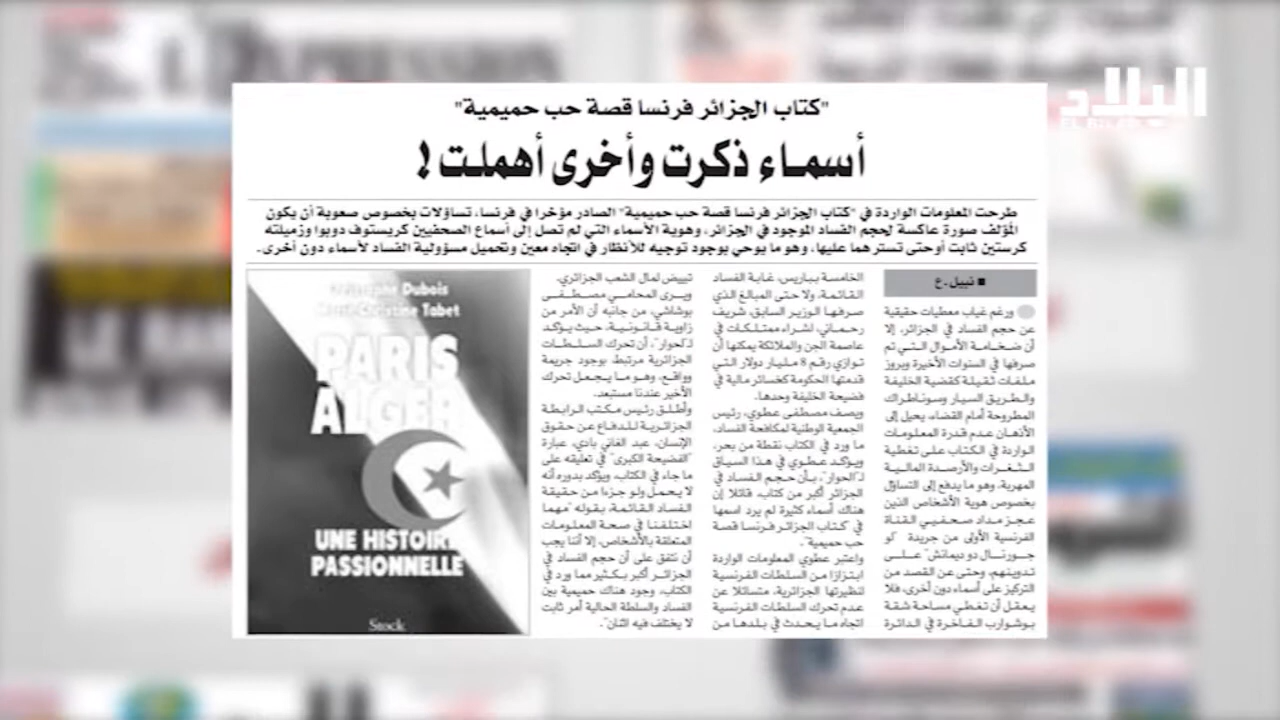 البلاد
EL BILAD
"كتاب الجزائر فرنسا قصة حب حميمية"
أسماء ذكرت وأخرى أهملت!
طرحت المعلومات الواردة في "كتاب الجزائر فرنسا قصة حب حميمية" الصادر مؤخرا في فرنسا، تساؤلات بخصوص صعوبة أن يكون
المؤلف صورة عاكسة لحجم الفساد الموجود في الجزائر، وهوية الأسماء التي لم تصل إلى أسماع الصحفيين كريستوف دوبوا وزميلته
كرستين ثابت أو حتى تستر هما عليها، وهو ما يوحي بوجود توجيه للأنظار في اتجاه معين وتحميل مسؤولية الفساد لأسماء دون أخرى.
■ نبيل.ع
ورغم غياب معطيات حقيقية
عن حجم الفساد في الجزائر، إلا
أن ضخامة الأموال التي تم
صرفها في السنوات الأخيرة وبروز
ملفات ثقيلة كقضية الخليفة
والطريق السيار وسوناطراك
المطروحة أمام القضاء، يحيل إلى
الأذهان عدم قدرة المعلومات
الواردة في الكتاب على تغطية
الثغرات والأرصدة المالية
المهربة، وهو ما يدفع إلى التساؤل
بخصوص هوية الأشخاص الذين
عجز مداد صحفيي القناة
الفرنسية الأولى من جريدة "لو
جورنال دو ديمانش" على
تدوينهم، وحتى عن القصد من
التركيز على أسماء دون أخرى، فلا
يعقل أن تغطي مساحة شقة
بوشوارب الفاخرة في الدائرة
الخامسة بباريس، غابة الفساد
القائمة، ولا حتى المبالغ الذي
صرفها الوزير السابق، شريف
رحماني، لشراء ممتلكات في
عاصمة الجن والملائكة يمكنها أن
توازي رقم 8 مليار دولار التي
قدمتها الحكومة كخسائر مالية في
فضيحة الخليفة وحدها.
ويصف مصطفى عطوي، رئيس
الجمعية الوطنية لمكافحة الفساد،
ما ورد في الكتاب نقطة من بحر،
ويؤكد عطوي في هذا السياق
لـ"الحوار"، بأن حجم الفساد في
الجزائر أكبر من كتاب، قائلا إن
هناك أسماء كثيرة لم يرد اسمها
في كتاب الجزائر فرنسا قصة
حب حميمية".
واعتبر عطوي المعلومات الواردة
ابتزازا من السلطات الفرنسية
لنظيرتها الجزائرية، متسائلا عن
عدم تحرك السلطات الفرنسية
اتجاه ما يحدث في بلدها من
تبييض لمال الشعب الجزائري.
ويرى المحامي مصطفى
بوشاشي، من جانبه أن الأمر من
زاوية قانونية، حيث يؤكد
لـ"الحوار"، أن تحرك السلطات
الجزائرية مرتبط بوجود جريمة
وواقع، وهو ما يجعل تحرك
الأخير عندنا مستبعد.
وأطلق رئيس مكتب الرابطة
الجزائرية للدفاع عن حقوق
الإنسان، عبد الغاني بادي، عبارة
"الفضيحة الكبرى" في تعليقه على
ما جاء في الكتاب، ويؤكد بدوره أنه
لا يحمل ولو جزءا من حقيقة
الفساد القائمة، بقوله "مهما
اختلفنا في صحة المعلومات
المتعلقة بالأشخاص، إلا أننا يجب
أن نتفق على أن حجم الفساد في
الجزائر أكبر بكثير مما ورد في
الكتاب، وجود هناك حميمية بين
الفساد والسلطة الحالية أمر ثابت
لا يختلف فيه اثنان".
Dubois
Christine Tabet
PARIS
ALGER
UNE HISTOIRE
PASSIONNELLE
Stock